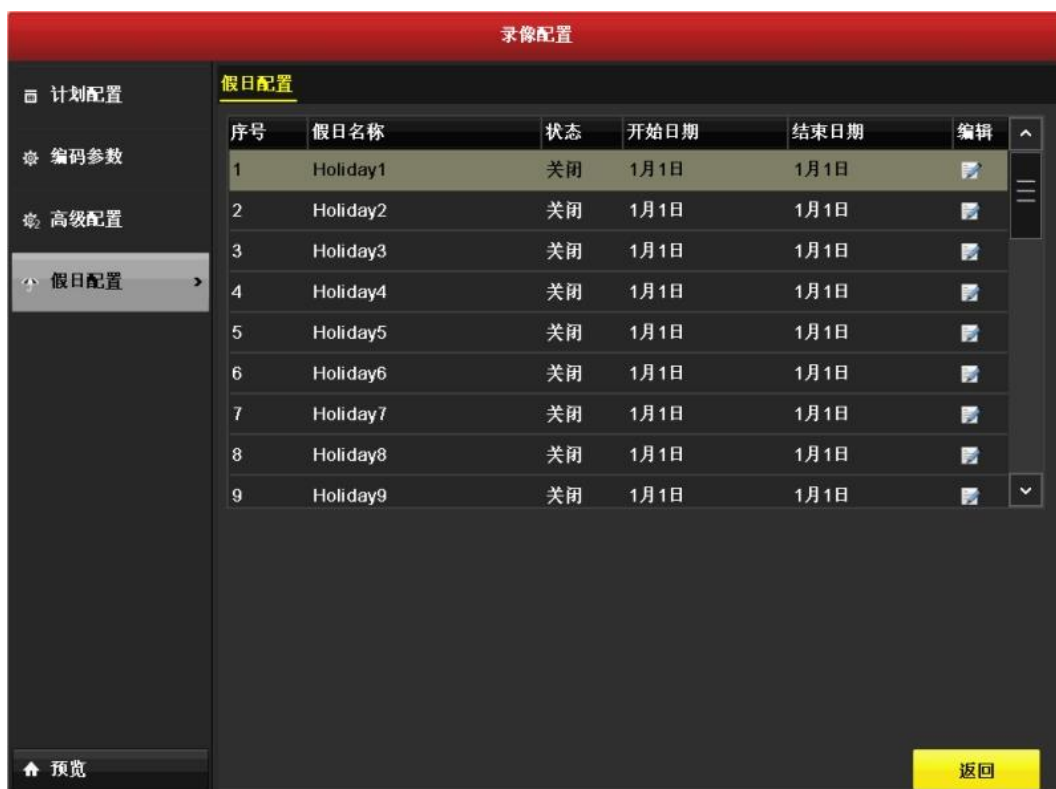 录像配置
计划配置
编码参数
高级配置
假日配置
预览
假日配置
序号 假日名称 状态 开始日期 结束日期 编辑
1 Holiday1 关闭 1月1日 1月1日
2 Holiday2 关闭 1月1日 1月1日
3 Holiday3 关闭 1月1日 1月1日
4 Holiday4 关闭 1月1日 1月1日
5 Holiday5 关闭 1月1日 1月1日
6 Holiday6 关闭 1月1日 1月1日
7 Holiday7 关闭 1月1日 1月1日
8 Holiday8 关闭 1月1日 1月1日
9 Holiday9 关闭 1月1日 1月1日
返回